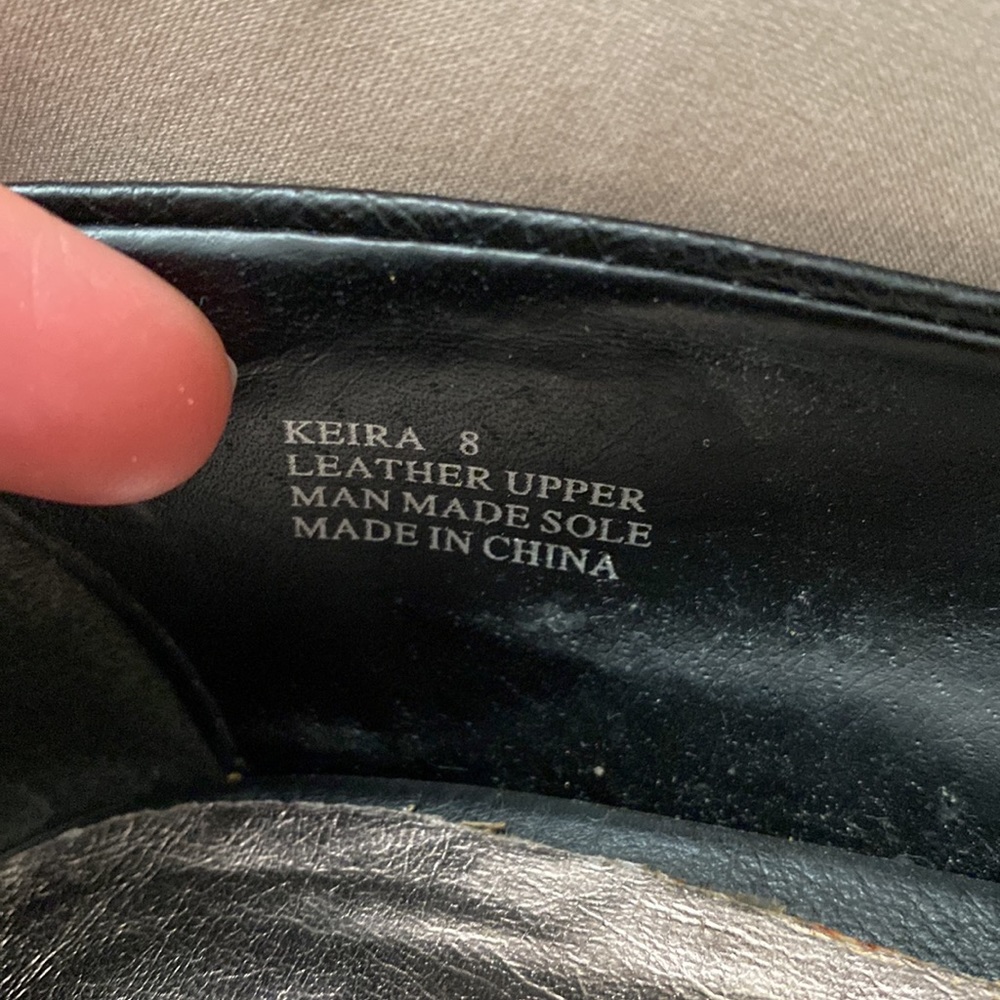 KEIRA 8
LEATHER UPPER
MAN MADE SOLE
MADE IN CHINA